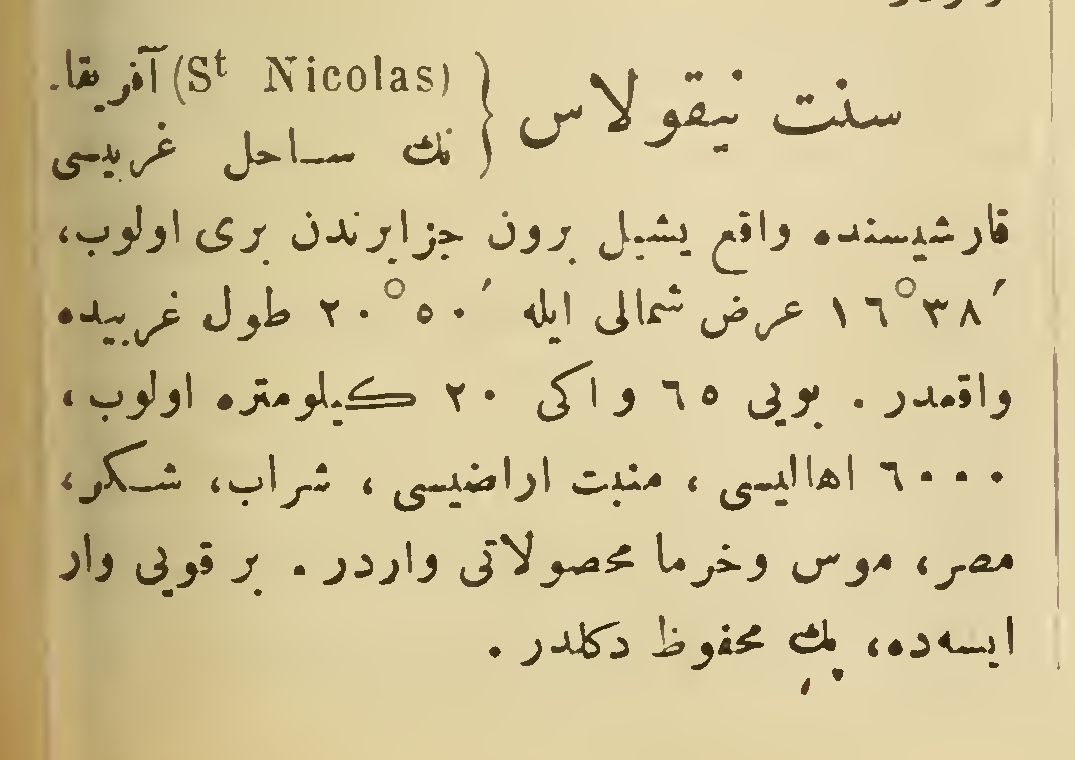 سنت نیقولاس { (St Nicolas) آفریقا-
نك ساحل غربیسی
قارشیسنده واقع یشیل برون جزایرندن بری اولوب،
۱٦°۳۸′ عرض شمالی ایله ۲۰°٥۰′ طول غربیده
واقعدر. بویی ٦٥ و اکی ۲۰ کیلومتره اولوب،
٦۰۰۰ اهالیسی، منبت اراضیسی، شراب، شکر،
مصر، موس وخرما محصولاتی واردر. بر قویی وار
ایسه‌ده، پك محفوظ دکلدر.